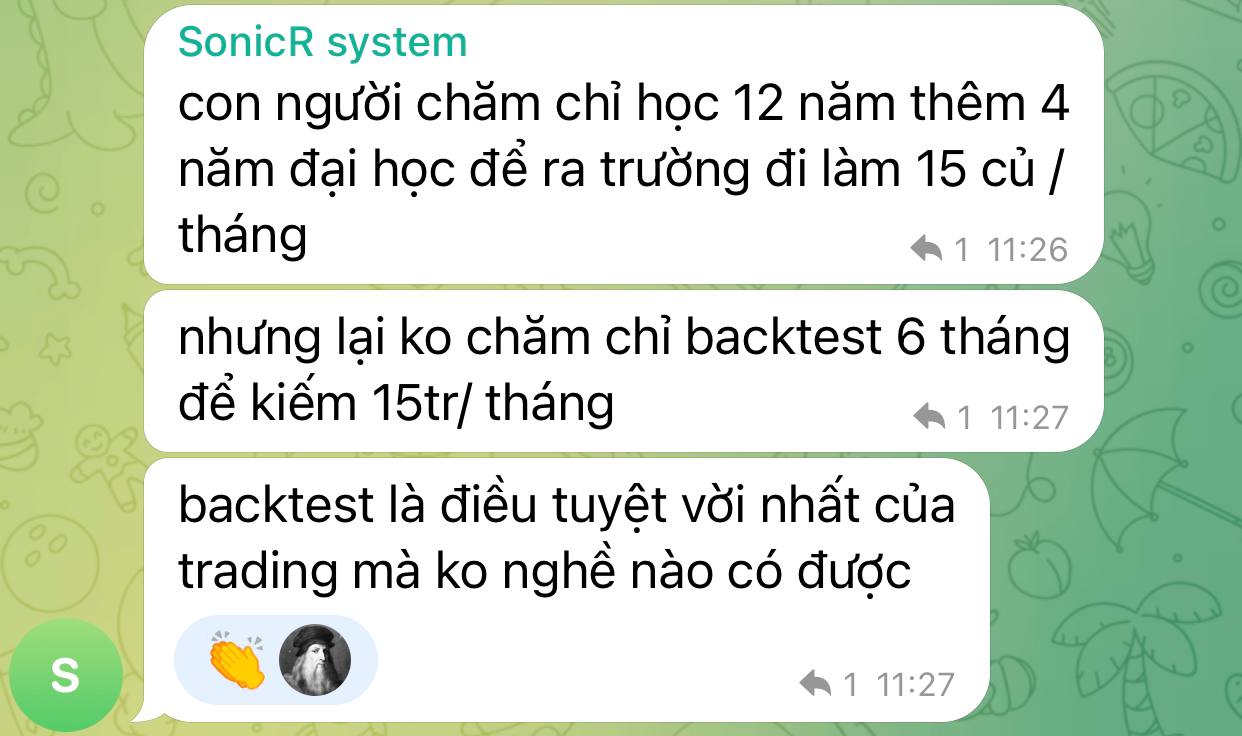 SonicR system
con người chăm chỉ học 12 năm thêm 4
năm đại học để ra trường đi làm 15 củ /
tháng
1 11:26
nhưng lại ko chăm chỉ backtest 6 tháng
để kiếm 15tr/ tháng
1 11:27
backtest là điều tuyệt vời nhất của
trading mà ko nghề nào có được
S
1 11:27